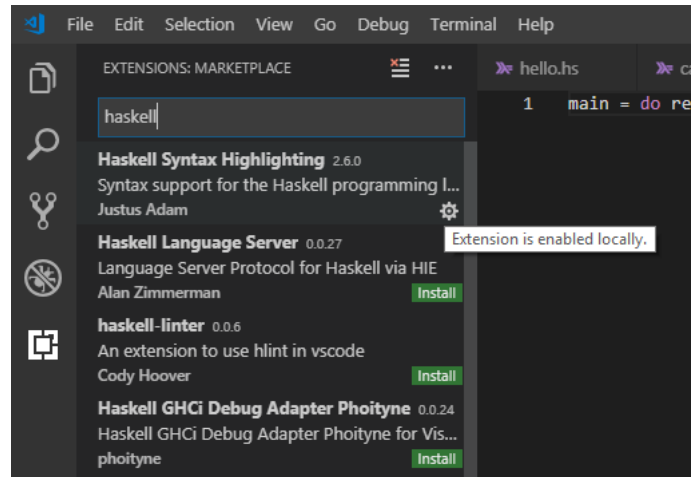 File Edit Selection View Go Debug Terminal Help
EXTENSIONS: MARKETPLACE
haskell
Haskell Syntax Highlighting 2.6.0
Syntax support for the Haskell programming l...
Justus Adam
Extension is enabled locally.
Haskell Language Server 0.0.27
Language Server Protocol for Haskell via HIE
Alan Zimmerman Install
haskell-linter 0.0.6
An extension to use hlint in vscode
Cody Hoover Install
Haskell GHCi Debug Adapter Phoityne 0.0.24
Haskell GHCi Debug Adapter Phoityne for Vis...
phoityne Install
hello.hs
1 main = do re